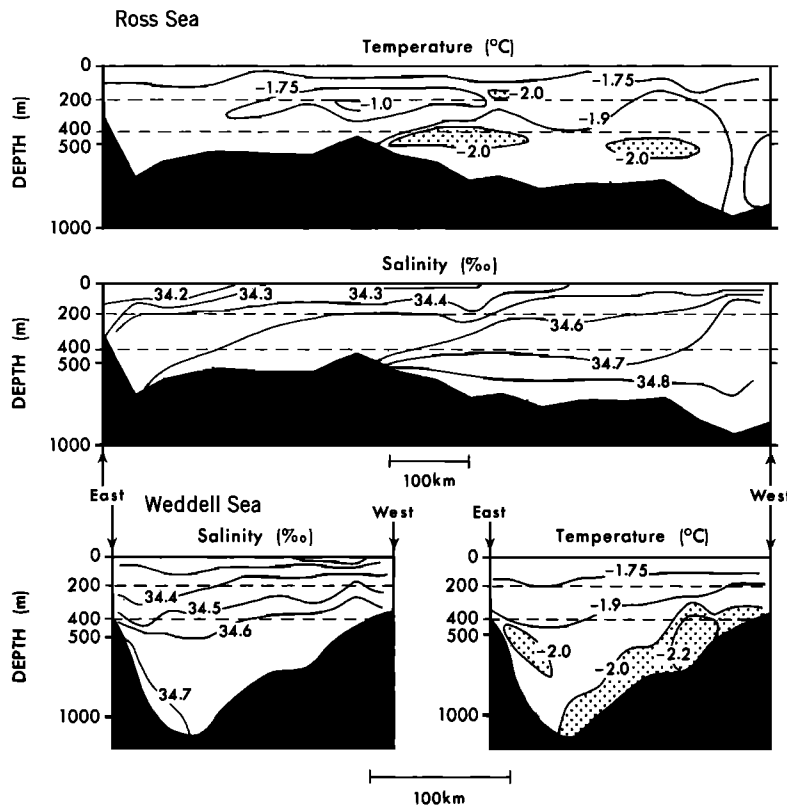 Ross Sea
Temperature (°C)
0
200
400
500
1000
DEPTH (m)
-1.75
-1.0
-2.0
-1.75
-1.9
-2.0
-2.0
Salinity (‰)
0
200
400
500
1000
DEPTH (m)
34.2
34.3
34.3
34.4
34.6
34.7
34.8
100km
East
West
Weddell Sea
Salinity (‰)
West
East
Temperature (°C)
0
200
400
500
1000
DEPTH (m)
34.4
34.5
34.6
34.7
0
200
400
500
1000
-1.75
-1.9
-2.0
-2.0
-2.2
100km